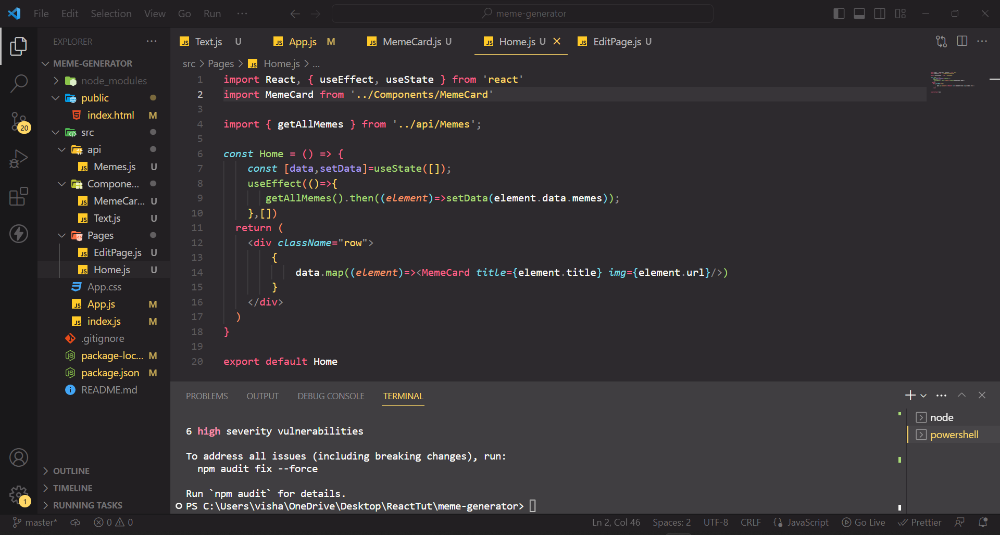 File Edit Selection View Go Run ··· meme-generator
EXPLORER ···
MEME-GENERATOR
node_modules
public
index.html M
src
api
Memes.js U
Compone...
MemeCar... U
Text.js U
Pages
EditPage.js U
Home.js U
App.css
App.js M
index.js M
.gitignore
package-loc... M
package.json M
README.md
OUTLINE
TIMELINE
RUNNING TASKS
20
1
Text.js U App.js M MemeCard.js U Home.js U EditPage.js U
src > Pages > Home.js > ...
1 import React, { useEffect, useState } from 'react'
2 import MemeCard from '../Components/MemeCard'
3
4 import { getAllMemes } from '../api/Memes';
5
6 const Home = () => {
7 const [data,setData]=useState([]);
8 useEffect(()=>{
9 getAllMemes().then((element)=>setData(element.data.memes));
10 },[])
11 return (
12 <div className="row">
13 {
14 data.map((element)=><MemeCard title={element.title} img={element.url}/>)
15 }
16 </div>
17 )
18 }
19
20 export default Home
PROBLEMS OUTPUT DEBUG CONSOLE TERMINAL
6 high severity vulnerabilities
To address all issues (including breaking changes), run:
npm audit fix --force
Run `npm audit` for details.
PS C:\Users\visha\OneDrive\Desktop\ReactTut\meme-generator>
node
powershell
master* 0 0 Ln 2, Col 46 Spaces: 2 UTF-8 CRLF JavaScript Go Live Prettier